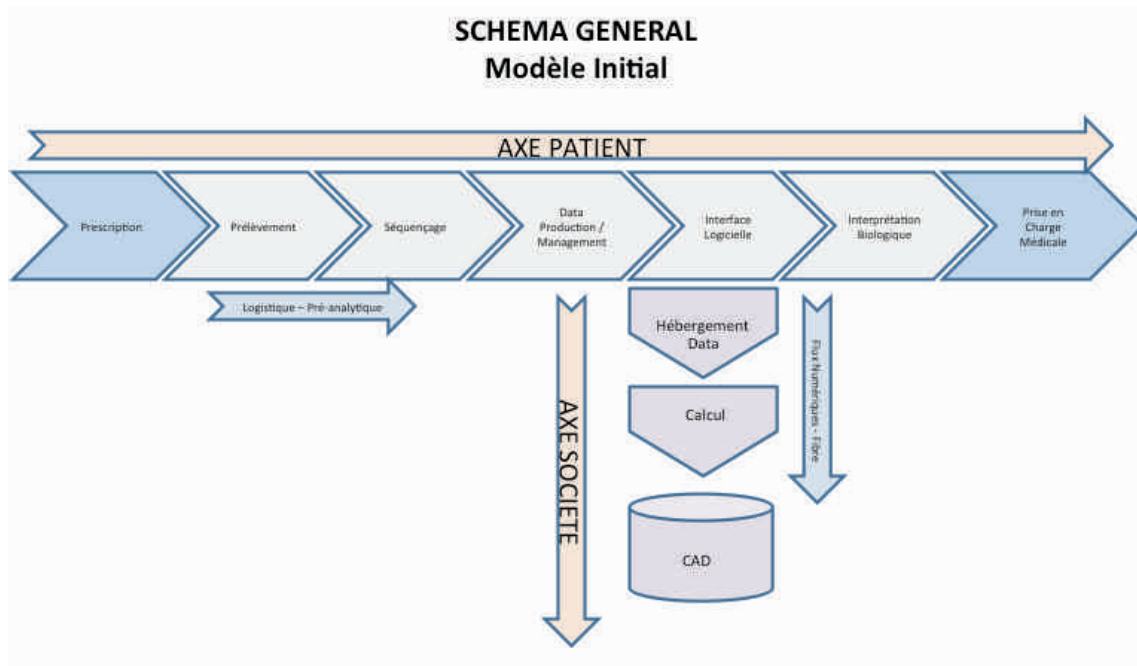 SCHEMA GENERAL
Modèle Initial
AXE PATIENT
Prescription
Prélèvement
Séquençage
Data
Production /
Management
Interface
Logicielle
Interprétation
Biologique
Prise en
Charge
Médicale
Logistique – Pré-analytique
AXE SOCIETE
Hébergement
Data
Calcul
CAD
Flux Numériques - Fibre